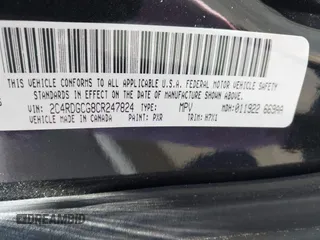 THIS VEHICLE CONFORMS TO ALL APPLICABLE U.S.A. FEDERAL MOTOR VEHICLE SAFETY
STANDARDS IN EFFECT ON THE DATE OF MANUFACTURE SHOWN ABOVE.
VIN: 2C4RDGCG8CR247824 TYPE: MPV MDH: 011922 669AA
VEHICLE MADE IN CANADA PAINT: PXR TRIM: H7X1
DREAMBID